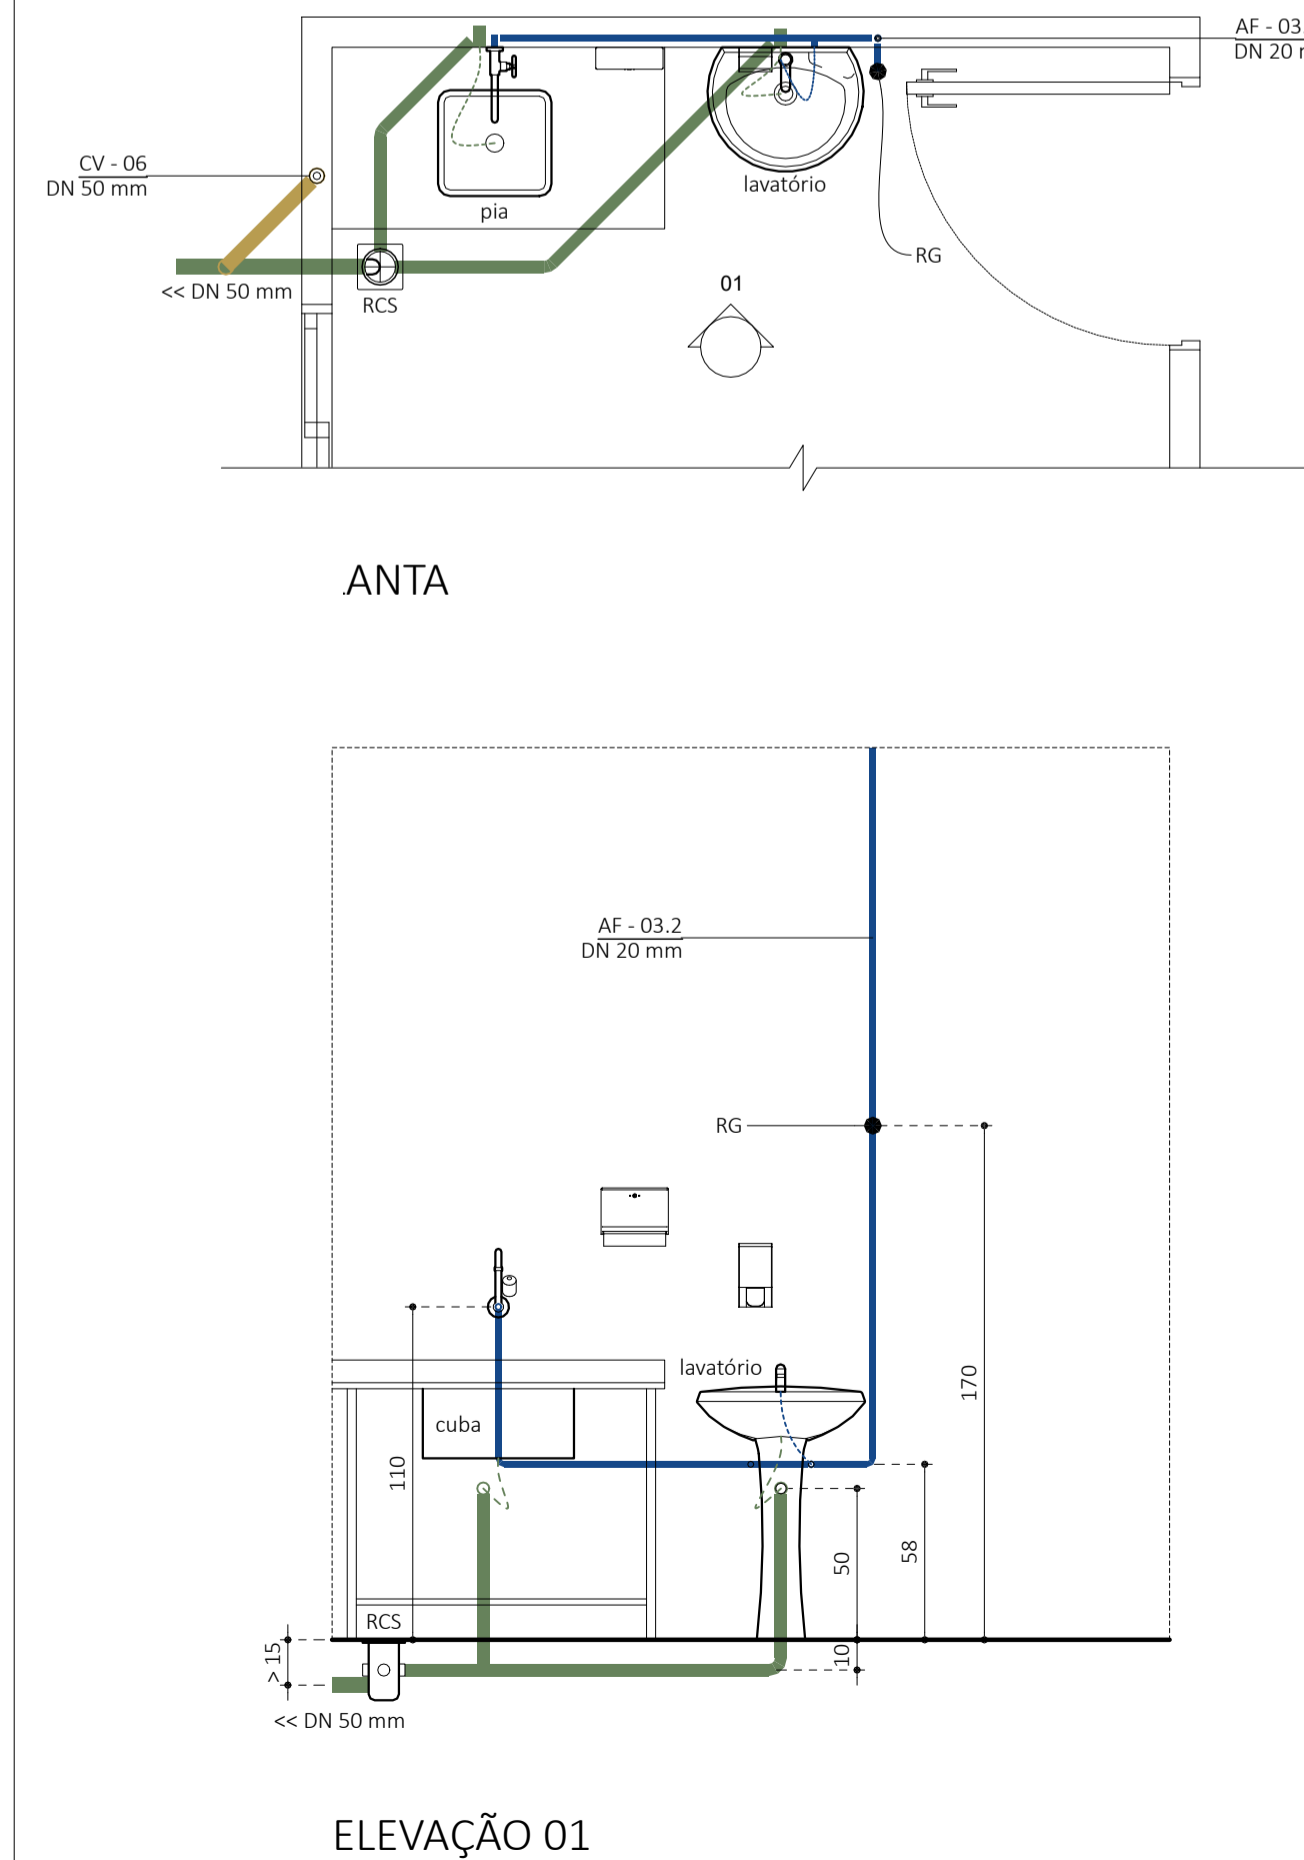 AF - 03.
DN 20 m
CV - 06
DN 50 mm
lavatório
pia
RG
<< DN 50 mm
RCS
01
.ANTA
AF - 03.2
DN 20 mm
RG
170
lavatório
cuba
110
58
50
RCS
> 15
10
<< DN 50 mm
ELEVAÇÃO 01